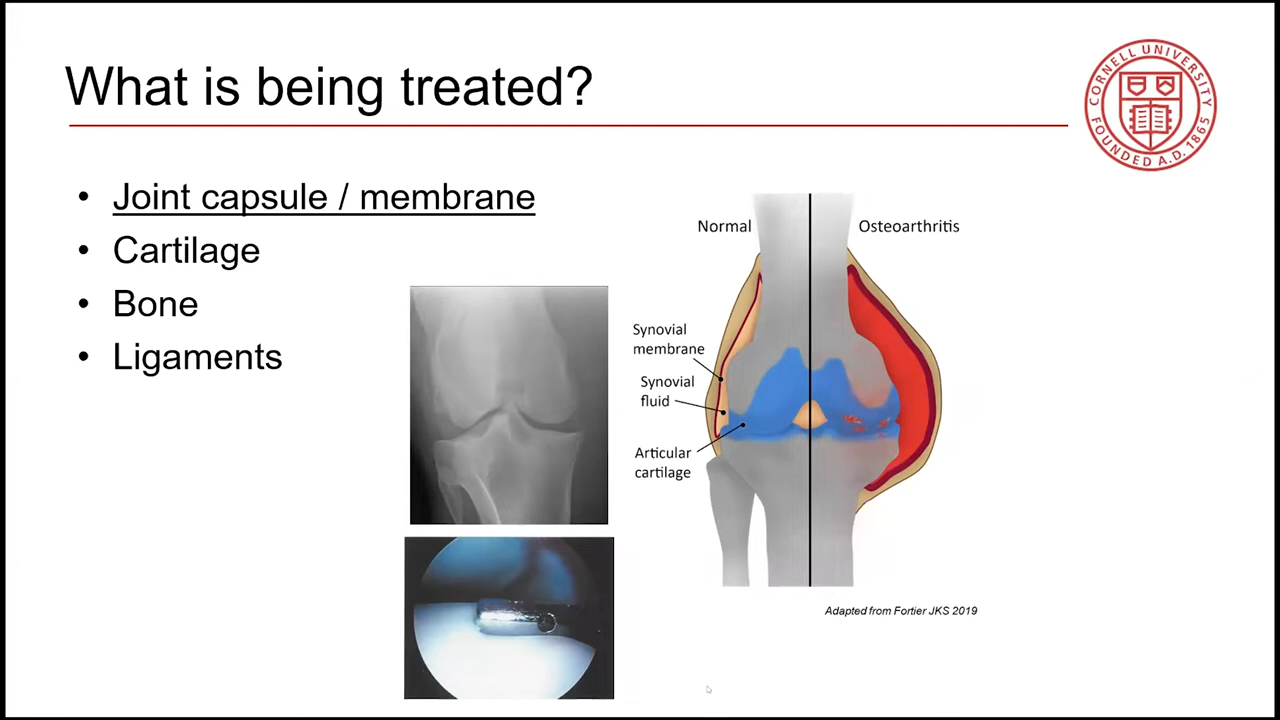 What is being treated?
CORNELL UNIVERSITY
FOUNDED A.D. 1865
• Joint capsule / membrane
• Cartilage
• Bone
• Ligaments
Normal
Osteoarthritis
Synovial
membrane
Synovial
fluid
Articular
cartilage
Adapted from Fortier JKS 2019